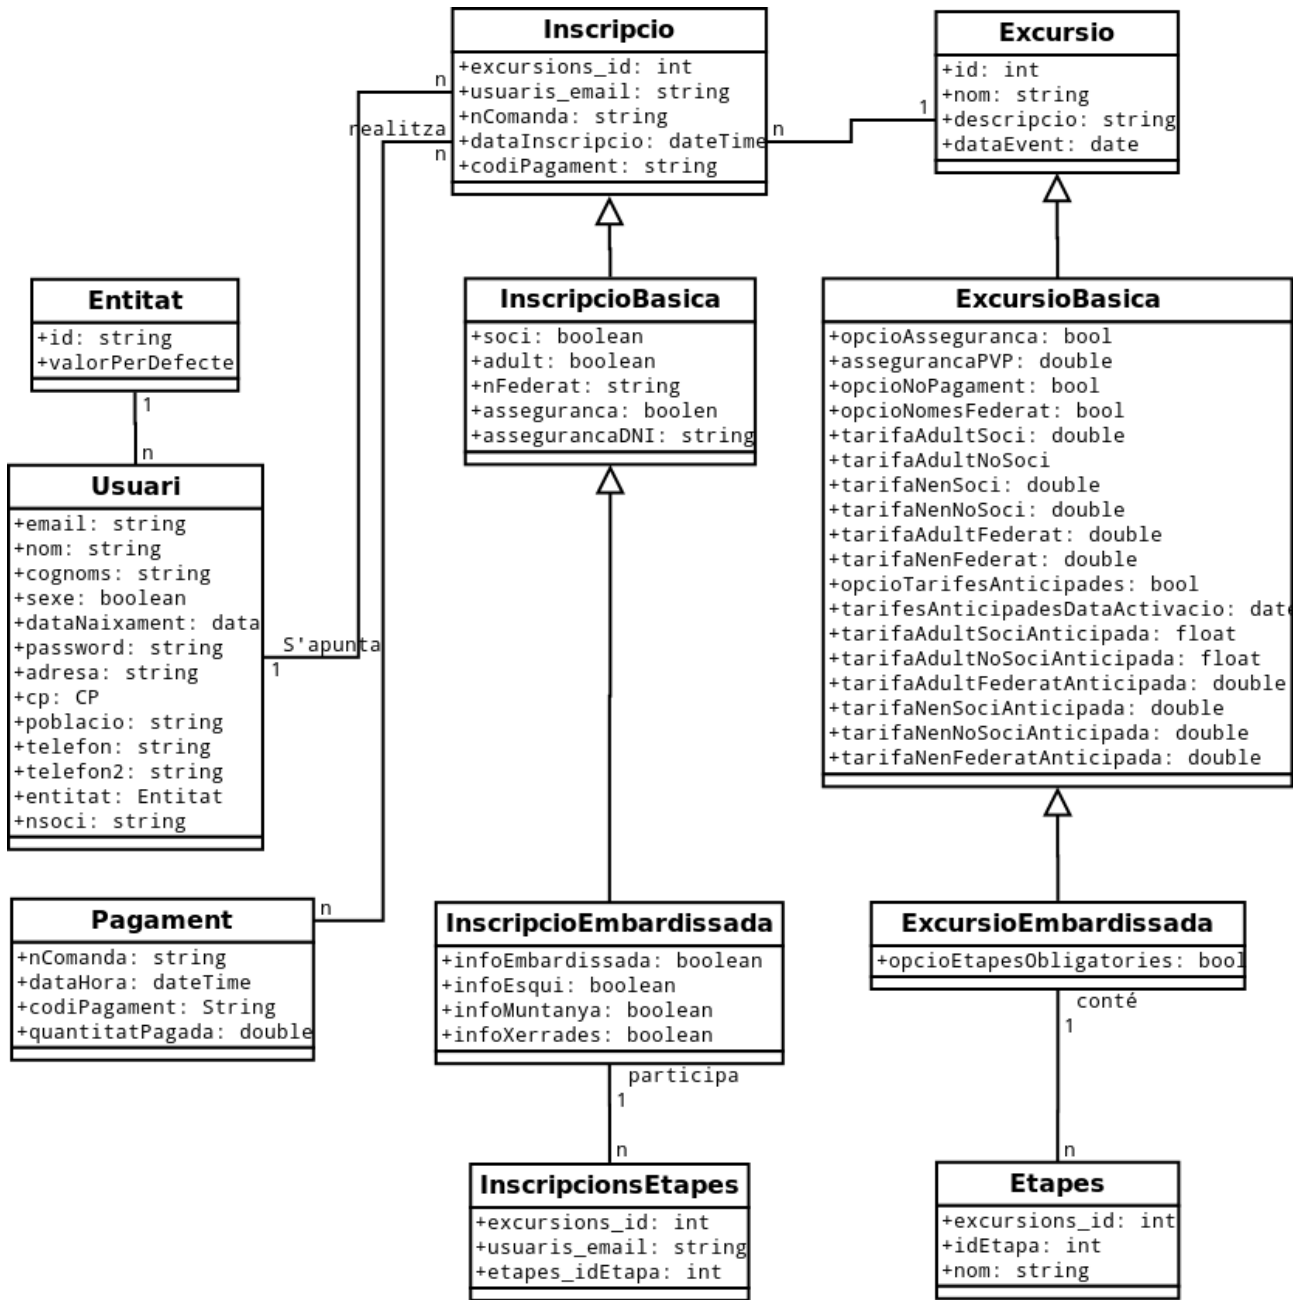 Inscripcio
+excursions_id: int
+usuaris_email: string
+nComanda: string
+dataInscripcio: dateTime
+codiPagament: string
Excursio
+id: int
+nom: string
+descripcio: string
+dataEvent: date
n
realitza
n
n
1
Entitat
+id: string
+valorPerDefecte
1
n
InscripcioBasica
+soci: boolean
+adult: boolean
+nFederat: string
+asseguranca: boolen
+assegurancaDNI: string
ExcursioBasica
+opcioAsseguranca: bool
+assegurancaPVP: double
+opcioNoPagament: bool
+opcioNomesFederat: bool
+tarifaAdultSoci: double
+tarifaAdultNoSoci
+tarifaNenSoci: double
+tarifaNenNoSoci: double
+tarifaAdultFederat: double
+tarifaNenFederat: double
+opcioTarifesAnticipades: bool
+tarifesAnticipadesDataActivacio: date
+tarifaAdultSociAnticipada: float
+tarifaAdultNoSociAnticipada: float
+tarifaAdultFederatAnticipada: double
+tarifaNenSociAnticipada: double
+tarifaNenNoSociAnticipada: double
+tarifaNenFederatAnticipada: double
Usuari
+email: string
+nom: string
+cognoms: string
+sexe: boolean
+dataNaixament: data
+password: string
+adresa: string
+cp: CP
+poblacio: string
+telefon: string
+telefon2: string
+entitat: Entitat
+nsoci: string
S'apunta
1
Pagament
+nComanda: string
+dataHora: dateTime
+codiPagament: String
+quantitatPagada: double
n
InscripcioEmbardissada
+infoEmbardissada: boolean
+infoEsqui: boolean
+infoMuntanya: boolean
+infoXerrades: boolean
participa
1
n
ExcursioEmbardissada
+opcioEtapesObligatories: bool
conté
1
n
InscripcionsEtapes
+excursions_id: int
+usuaris_email: string
+etapes_idEtapa: int
Etapes
+excursions_id: int
+idEtapa: int
+nom: string